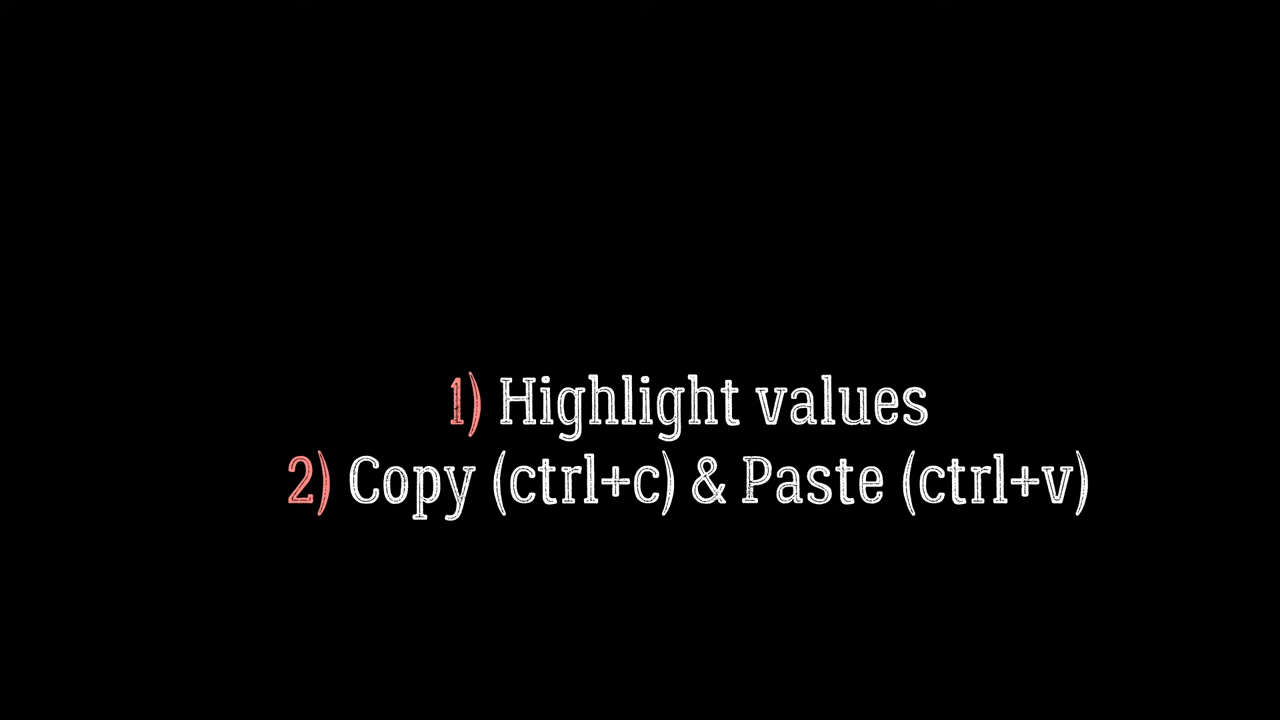 1) Highlight values
2) Copy (ctrl+c) & Paste (ctrl+v)